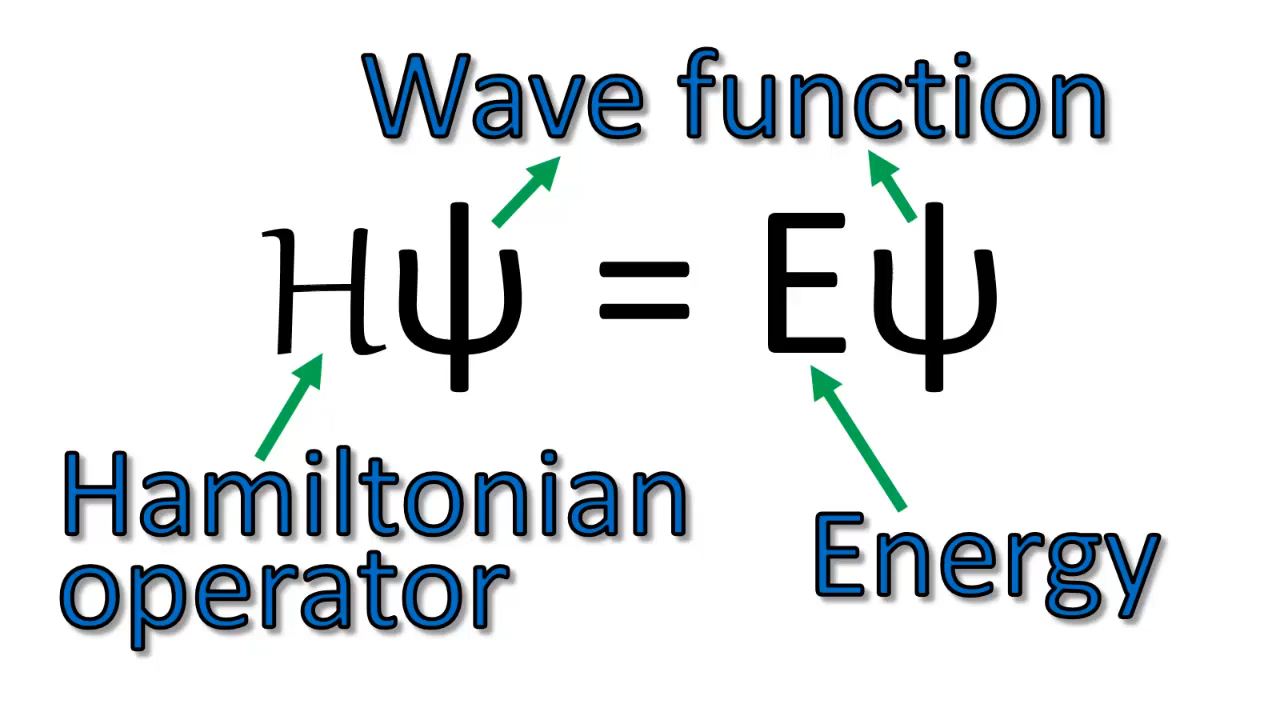 Wave function
Hψ = Eψ
Hamiltonian
operator
Energy